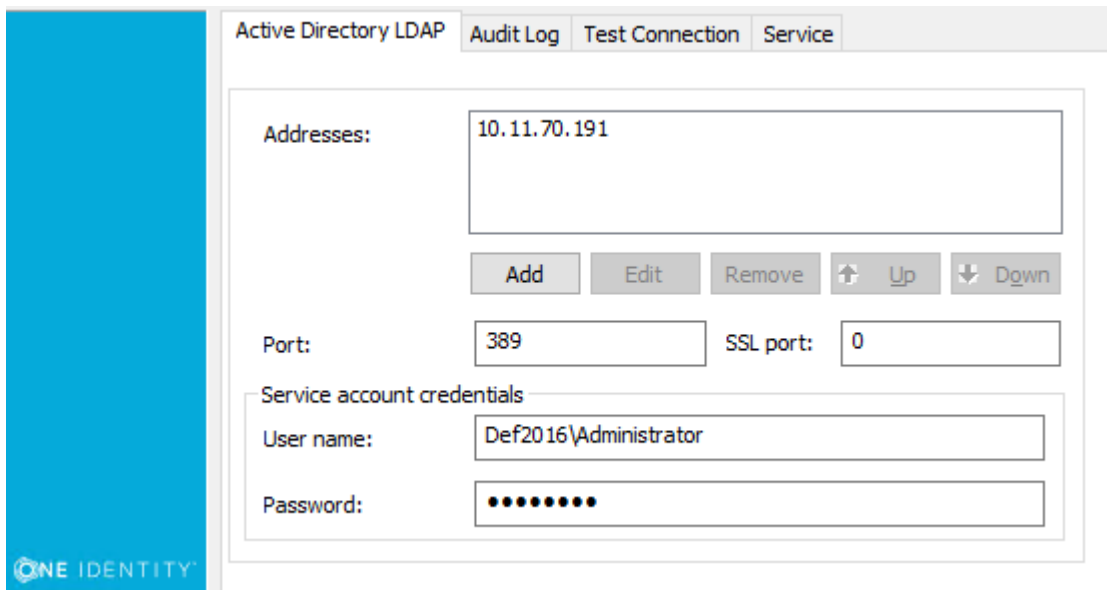 Active Directory LDAP Audit Log Test Connection Service
Addresses: 10.11.70.191
Add Edit Remove Up Down
Port: 389 SSL port: 0
Service account credentials
User name: Def2016\Administrator
Password: ••••••••
ONE IDENTITY